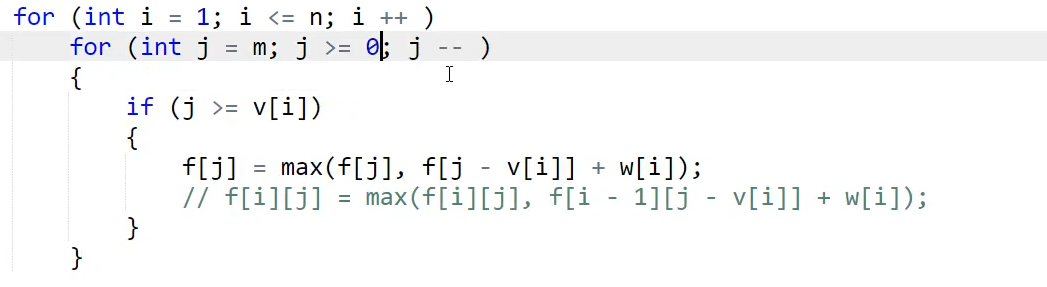 for (int i = 1; i <= n; i ++ )
    for (int j = m; j >= 0; j -- )
    {
        if (j >= v[i])
        {
            f[j] = max(f[j], f[j - v[i]] + w[i]);
            // f[i][j] = max(f[i][j], f[i - 1][j - v[i]] + w[i]);
        }
    }